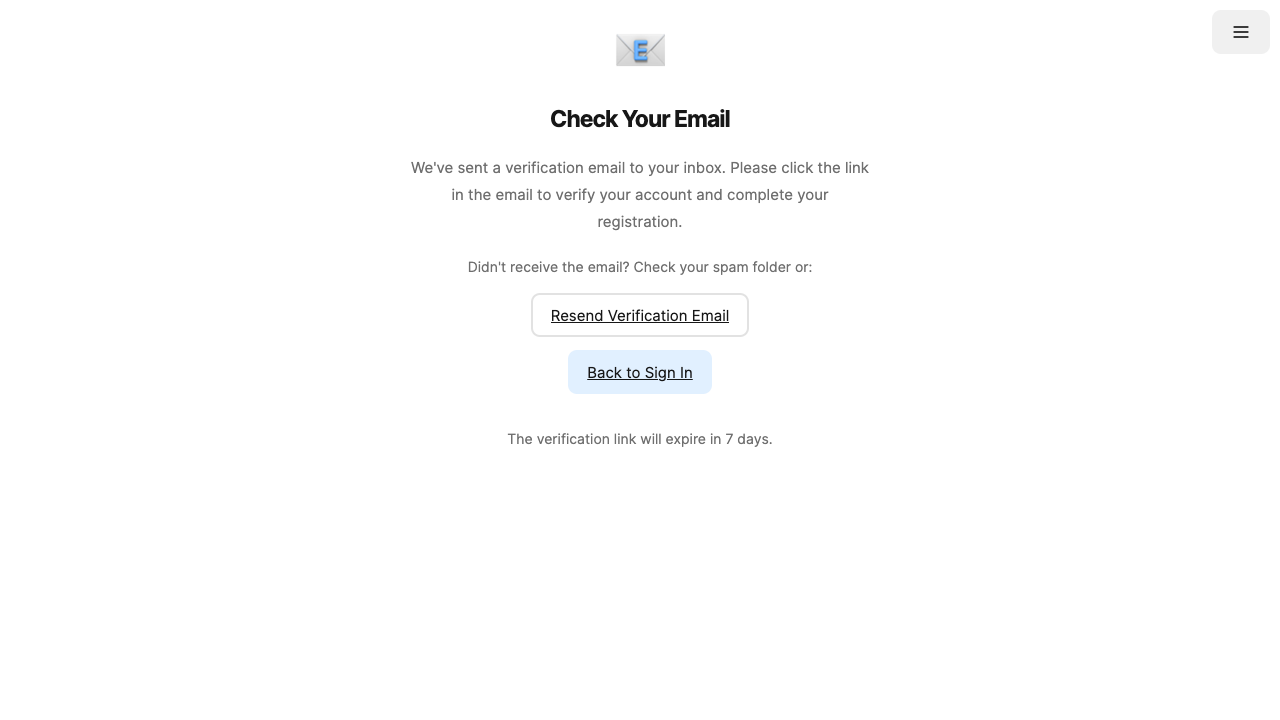 E
Check Your Email
We've sent a verification email to your inbox. Please click the link
in the email to verify your account and complete your
registration.
Didn't receive the email? Check your spam folder or:
Resend Verification Email
Back to Sign In
The verification link will expire in 7 days.